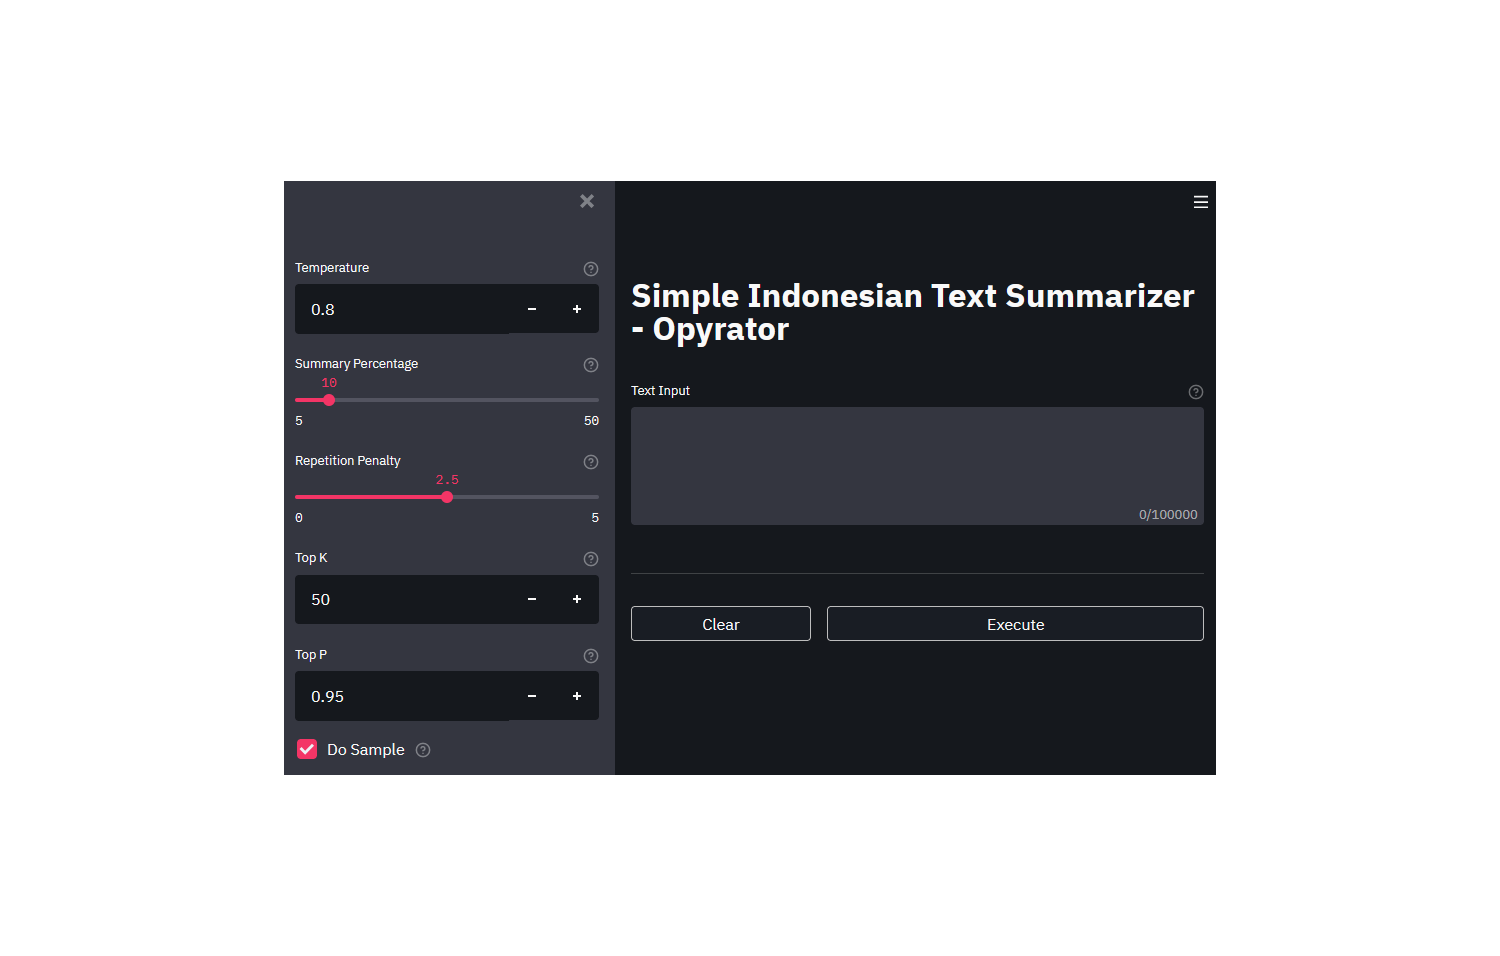 Temperature
0.8
Summary Percentage
10
5 50
Repetition Penalty
2.5
0 5
Top K
50
Top P
0.95
Do Sample
Simple Indonesian Text Summarizer
- Opyrator
Text Input
0/100000
Clear Execute